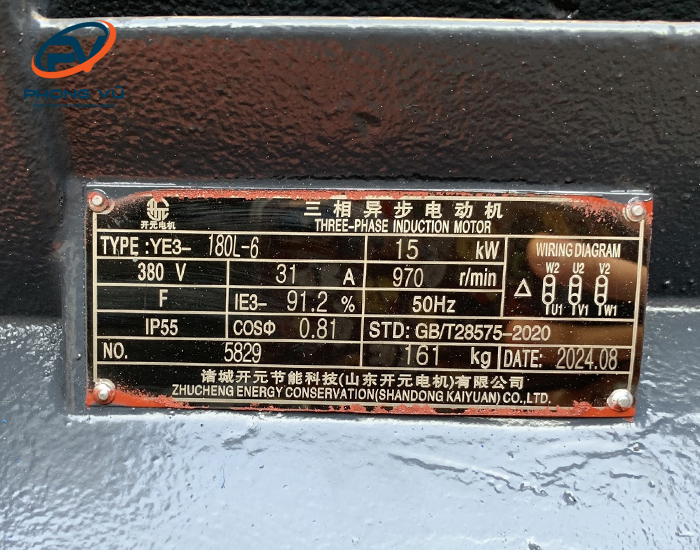 PHONG VU
开元电机
三相异步电动机
THREE-PHASE INDUCTION MOTOR
TYPE :YE3- 180L-6 15 kW WIRING DIAGRAM
380 V 31 A 970 r/min W2 U2 V2
F IE3- 91.2 % 50Hz △ TU1 TV1 TW1
IP55 COSΦ 0.81 STD: GB/T28575-2020
NO. 5829 161 kg DATE: 2024.08
诸城开元节能科技(山东开元电机)有限公司
ZHUCHENG ENERGY CONSERVATION(SHANDONG KAIYUAN) CO.,LTD.